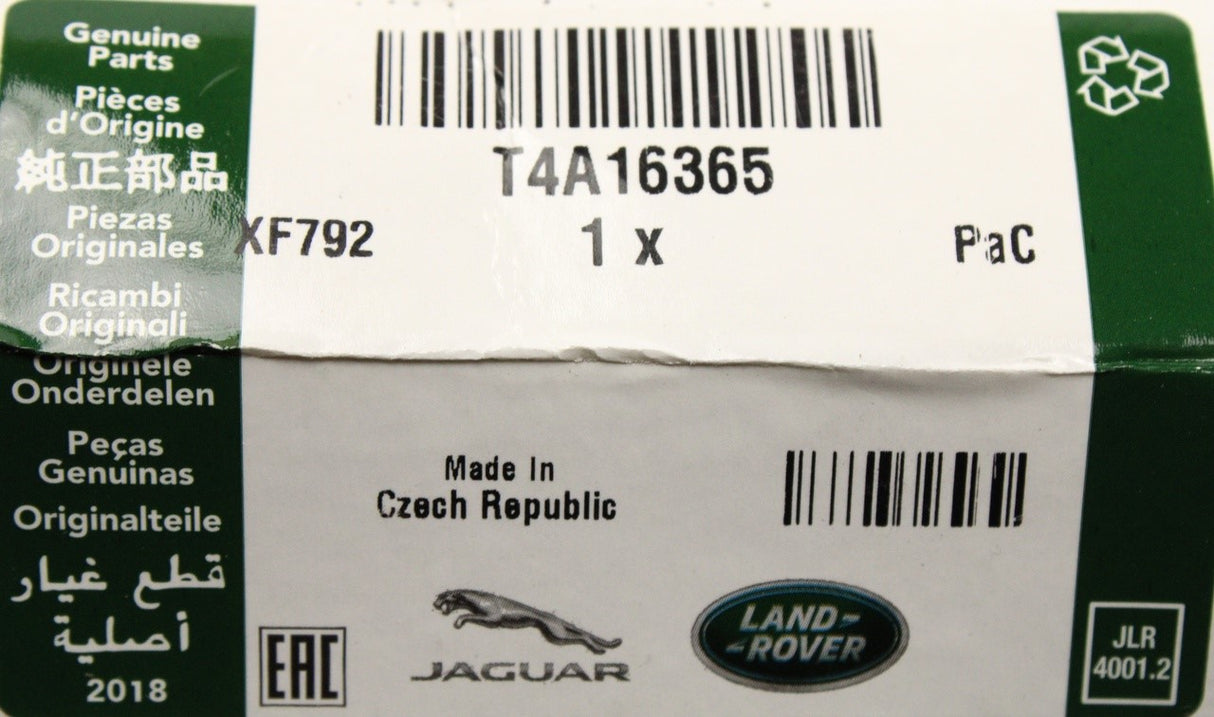 Genuine
Parts
Pièces
d'Origine
純正部品
Piezas
Originales
Ricambi
Originali
Originele
Onderdelen
Peças
Genuinas
Originalteile
قطع غيار
أصلية
2018
T4A16365
XF792
1 x
PaC
Made In
Czech Republic
EAC
JAGUAR
LAND-
-ROVER
JLR
4001.2